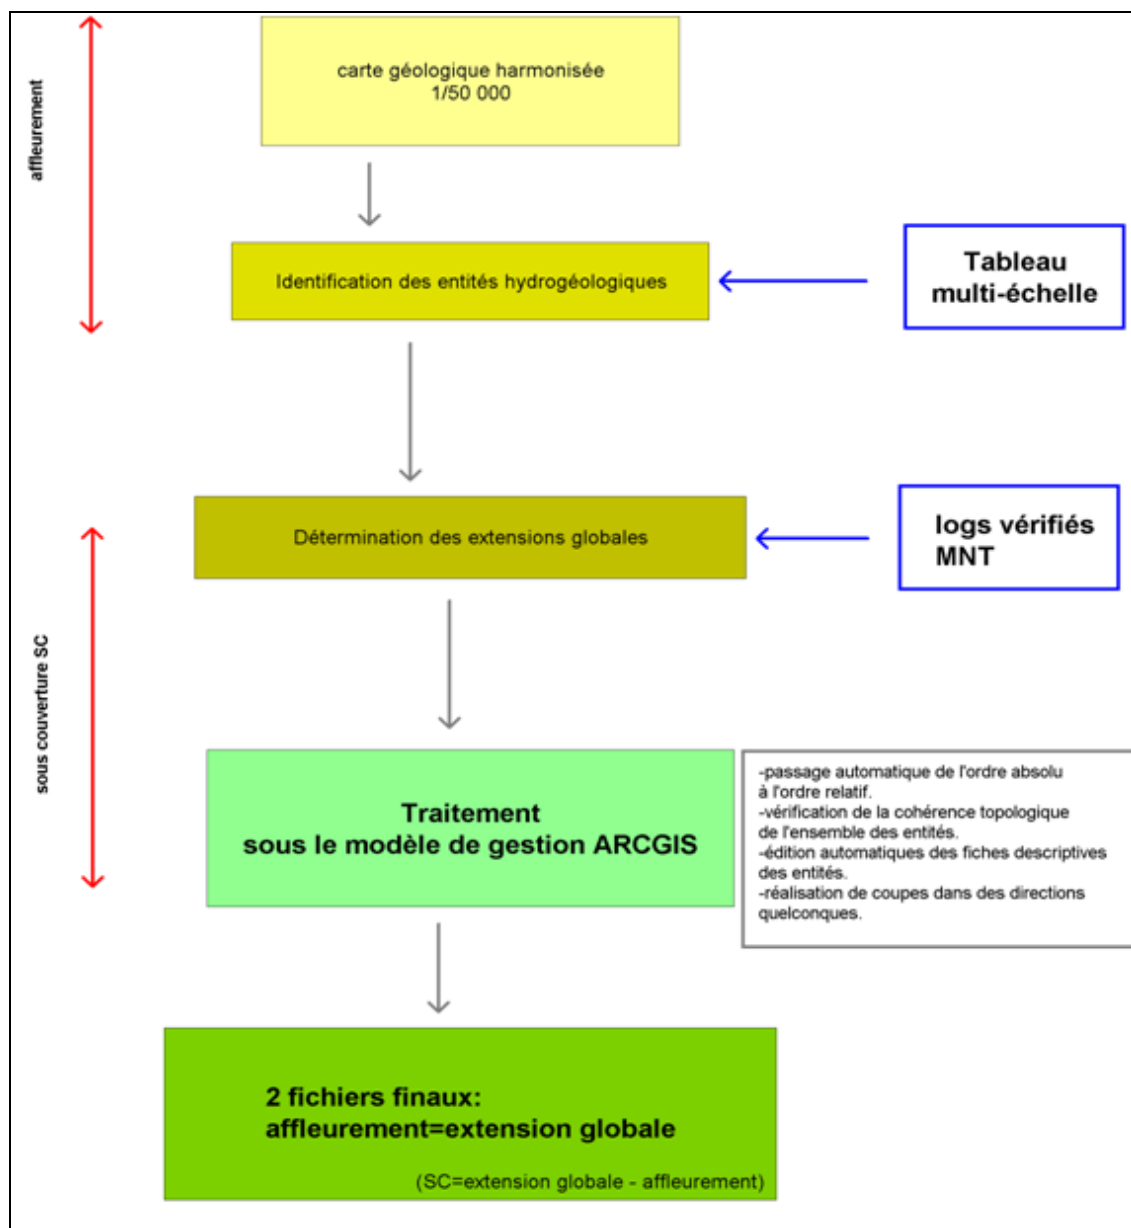 affleurement
carte géologique harmonisée
1/50 000
Identification des entités hydrogéologiques
Tableau
multi-échelle
sous couverture SC
Détermination des extensions globales
logs vérifiés
MNT
Traitement
sous le modèle de gestion ARCGIS
-passage automatique de l'ordre absolu
à l'ordre relatif.
-vérification de la cohérence topologique
de l'ensemble des entités.
-édition automatiques des fiches descriptives
des entités.
-réalisation de coupes dans des directions
quelconques.
2 fichiers finaux:
affleurement=extension globale
(SC=extension globale - affleurement)